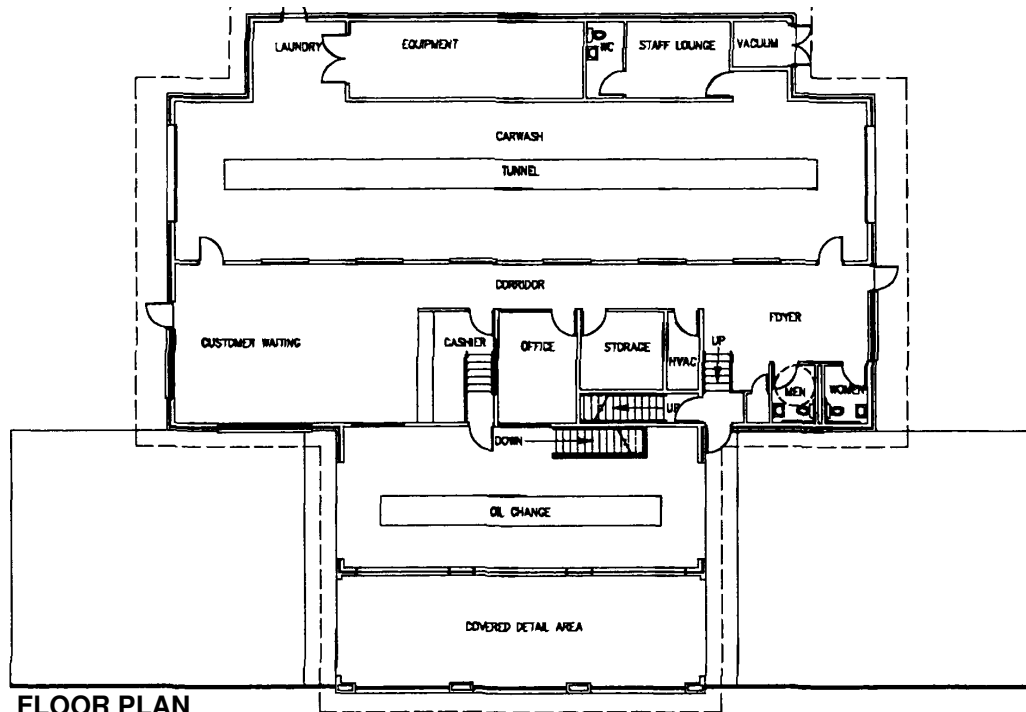 LAUNDRY
EQUIPMENT
WC
STAFF LOUNGE
VACUUM
CARWASH
TUNNEL
CORRIDOR
FOYER
CUSTOMER WAITING
CASHIER
OFFICE
STORAGE
HVAC
UP
MEN
WOMEN
UP
DOWN
OIL CHANGE
COVERED DETAIL AREA
FLOOR PLAN